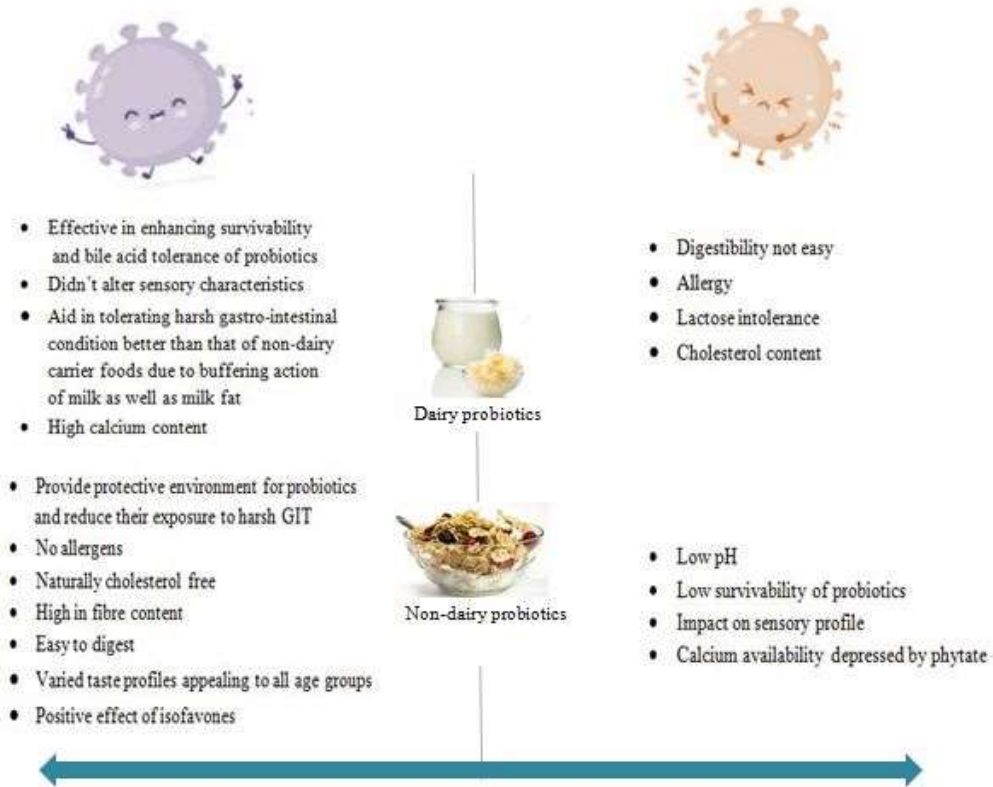 • Effective in enhancing survivability
and bile acid tolerance of probiotics
• Didn't alter sensory characteristics
• Aid in tolerating harsh gastro-intestinal
condition better than that of non-dairy
carrier foods due to buffering action
of milk as well as milk fat
• High calcium content
Dairy probiotics
• Digestibility not easy
• Allergy
• Lactose intolerance
• Cholesterol content
• Provide protective environment for probiotics
and reduce their exposure to harsh GIT
• No allergens
• Naturally cholesterol free
• High in fibre content
• Easy to digest
• Varied taste profiles appealing to all age groups
• Positive effect of isofavones
Non-dairy probiotics
• Low pH
• Low survivability of probiotics
• Impact on sensory profile
• Calcium availability depressed by phytate